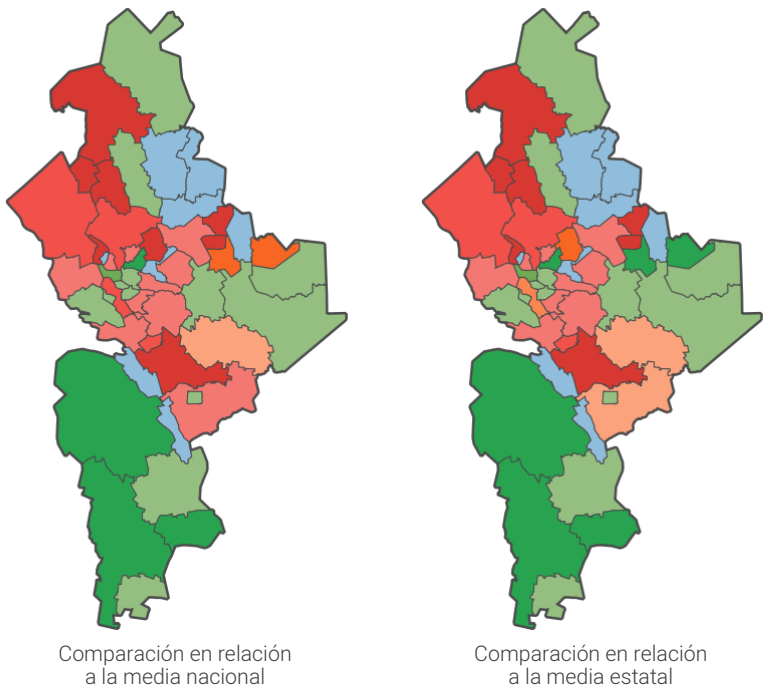 Comparación en relación
a la media nacional
Comparación en relación
a la media estatal